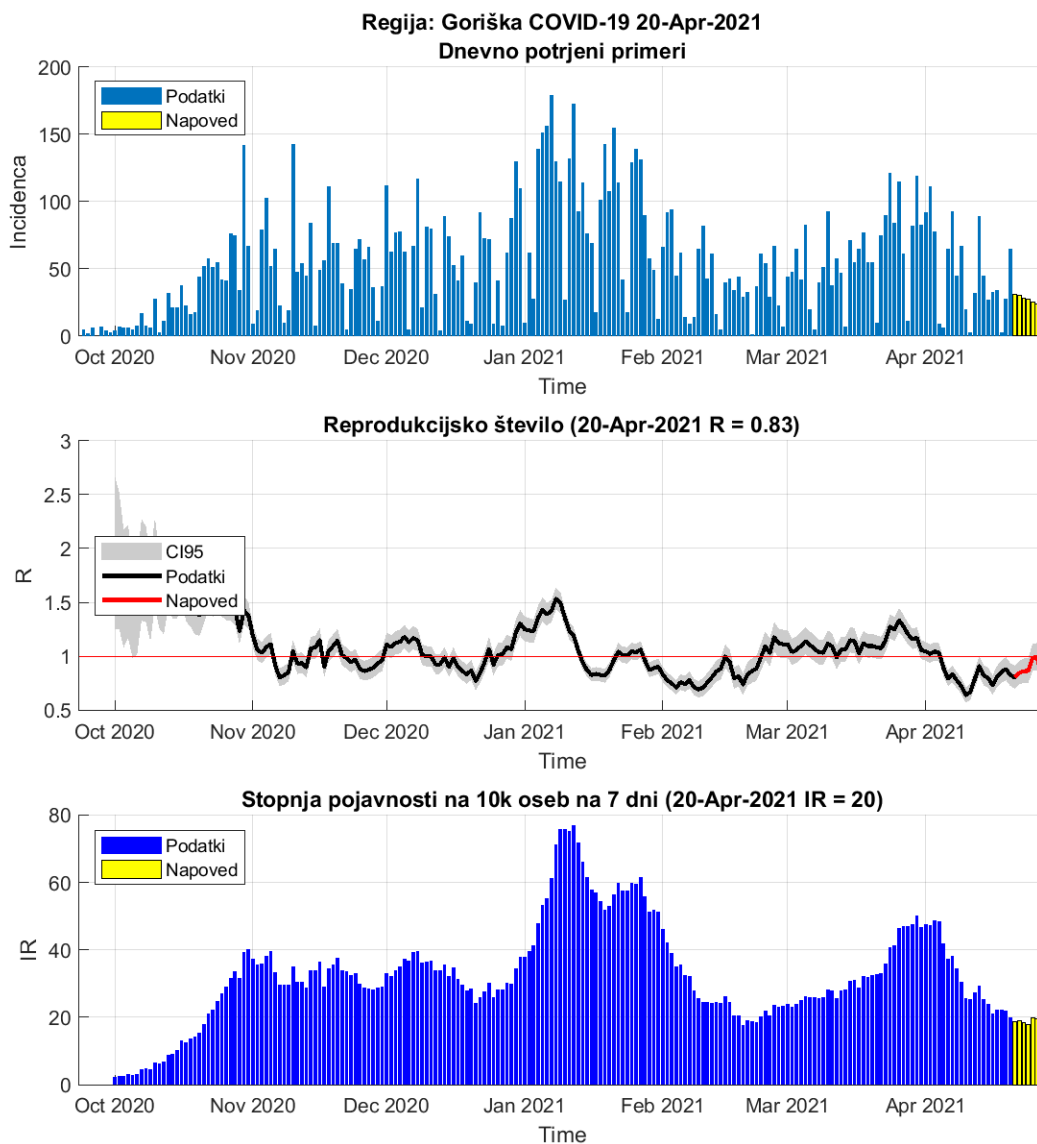 Regija: Goriška COVID-19 20-Apr-2021
Dnevno potrjeni primeri
200
150
100
50
0
Incidenca
Podatki
Napoved
Oct 2020 Nov 2020 Dec 2020 Jan 2021 Feb 2021 Mar 2021 Apr 2021
Time
Reprodukcijsko število (20-Apr-2021 R = 0.83)
3
2.5
2
1.5
1
0.5
R
CI95
Podatki
Napoved
Oct 2020 Nov 2020 Dec 2020 Jan 2021 Feb 2021 Mar 2021 Apr 2021
Time
Stopnja pojavnosti na 10k oseb na 7 dni (20-Apr-2021 IR = 20)
80
60
40
20
0
IR
Podatki
Napoved
Oct 2020 Nov 2020 Dec 2020 Jan 2021 Feb 2021 Mar 2021 Apr 2021
Time